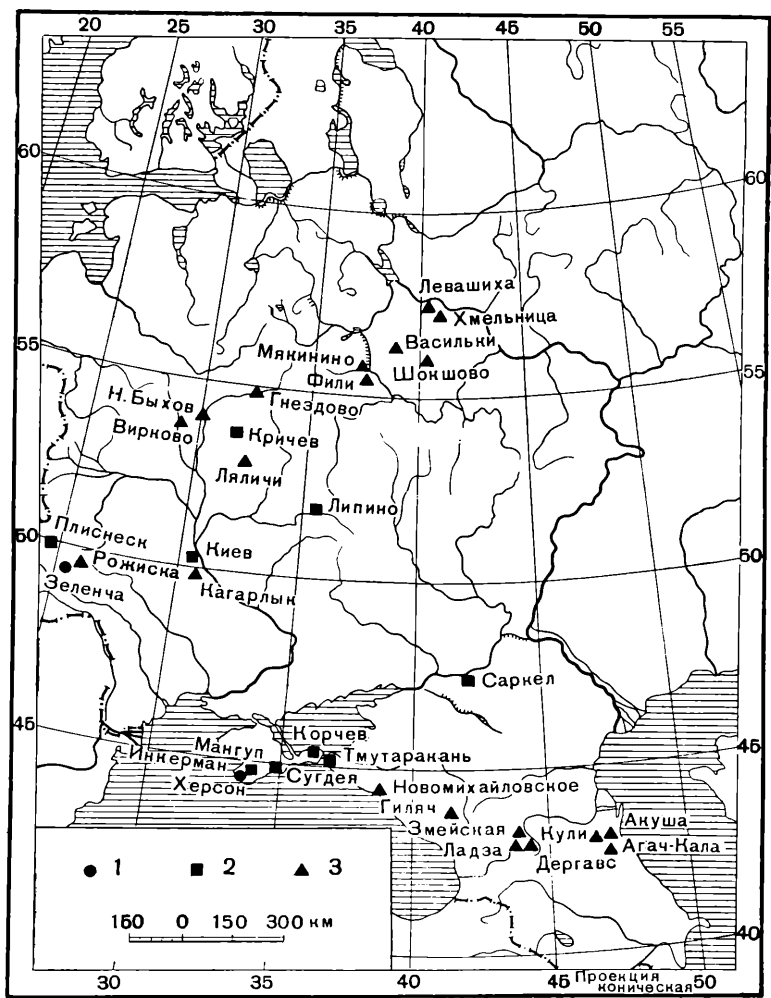 20 25 30 35 40 45 50 55
60 60
Левашиха
Хмельница
Васильки
55 Мякинино Шокшово 55
Фили
Н.Быхов Гнездово
Вирково Кричев
Ляличи
Липино
50 Плиснеск Киев 50
Рожиска
Зеленча Кагарлык
Саркел
45 Корчев 45
Мангуп Тмутаракань
Инкерман Сугдея
Херсон Новомихайловское
Гиляч
Змейская Кули Акуша
Ладза Дергавс Агач-Кала
1 2 3
150 0 150 300 км
40
30 35 40 45 50
Проекция
коническая